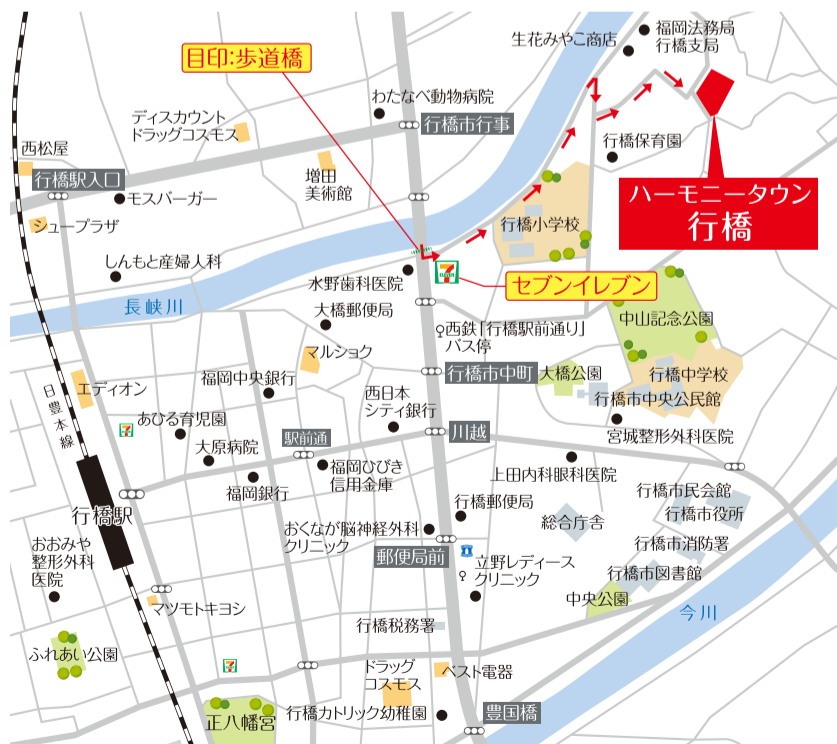 生花みやこ商店
福岡法務局
行橋支局
目印:歩道橋
わたなべ動物病院
ディスカウント
ドラッグコスモス
行橋市行事
西松屋
行橋保育園
行橋駅入口
モスバーガー
増田
美術館
ハーモニータウン
行橋
シュープラザ
行橋小学校
しんもと産婦人科
水野歯科医院
7
ELEVEN
セブンイレブン
長峡川
大橋郵便局
西鉄「行橋駅前通り」
バス停
中山記念公園
マルショク
福岡中央銀行
行橋市中町
大橋公園
行橋中学校
エディオン
日豊本線
西日本
シティ銀行
行橋市中央公民館
7
あひる育児園
宮城整形外科医院
大原病院
駅前通
川越
福岡ひびき
信用金庫
上田内科眼科医院
福岡銀行
行橋駅
行橋郵便局
行橋市民会館
行橋市役所
おくなが脳神経外科
クリニック
総合庁舎
郵便局前
行橋市消防署
おおみや
整形外科
医院
立野レディース
クリニック
行橋市図書館
マツモトキヨシ
中央公園
今川
行橋税務署
ふれあい公園
7
ドラッグ
コスモス
ベスト電器
正八幡宮
行橋カトリック幼稚園
豊国橋